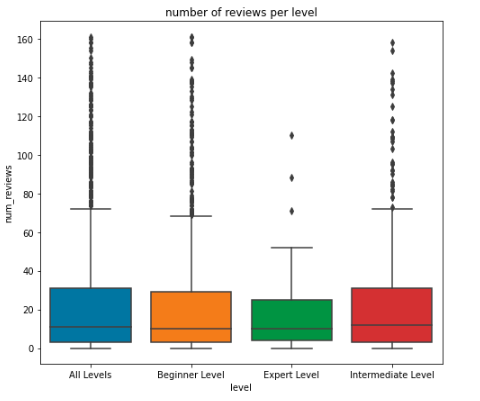 number of reviews per level
160
140
120
100
80
60
40
20
0
num_reviews
All Levels
Beginner Level
Expert Level
Intermediate Level
level